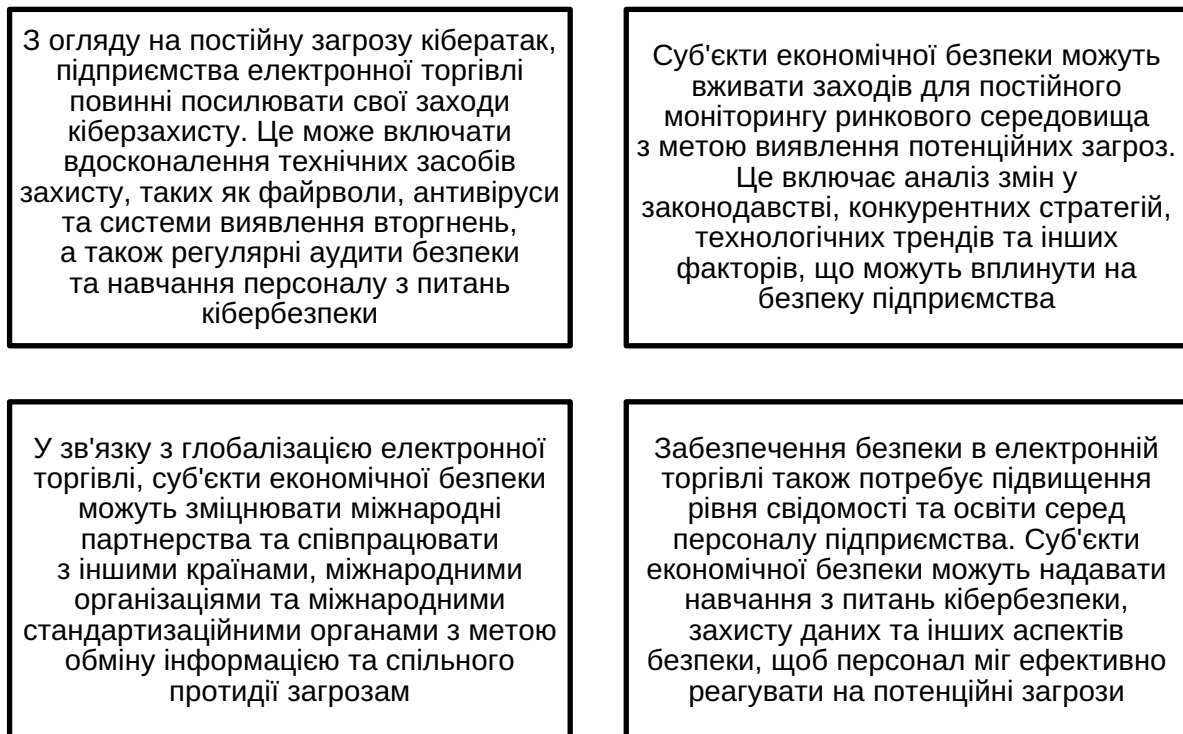 З огляду на постійну загрозу кібератак,
підприємства електронної торгівлі
повинні посилювати свої заходи
кіберзахисту. Це може включати
вдосконалення технічних засобів
захисту, таких як файрволи, антивіруси
та системи виявлення вторгнень,
а також регулярні аудити безпеки
та навчання персоналу з питань
кібербезпеки
Суб'єкти економічної безпеки можуть
вживати заходів для постійного
моніторингу ринкового середовища
з метою виявлення потенційних загроз.
Це включає аналіз змін у
законодавстві, конкурентних стратегій,
технологічних трендів та інших
факторів, що можуть вплинути на
безпеку підприємства
У зв'язку з глобалізацією електронної
торгівлі, суб'єкти економічної безпеки
можуть зміцнювати міжнародні
партнерства та співпрацювати
з іншими країнами, міжнародними
організаціями та міжнародними
стандартизаційними органами з метою
обміну інформацією та спільного
протидії загрозам
Забезпечення безпеки в електронній
торгівлі також потребує підвищення
рівня свідомості та освіти серед
персоналу підприємства. Суб'єкти
економічної безпеки можуть надавати
навчання з питань кібербезпеки,
захисту даних та інших аспектів
безпеки, щоб персонал міг ефективно
реагувати на потенційні загрози